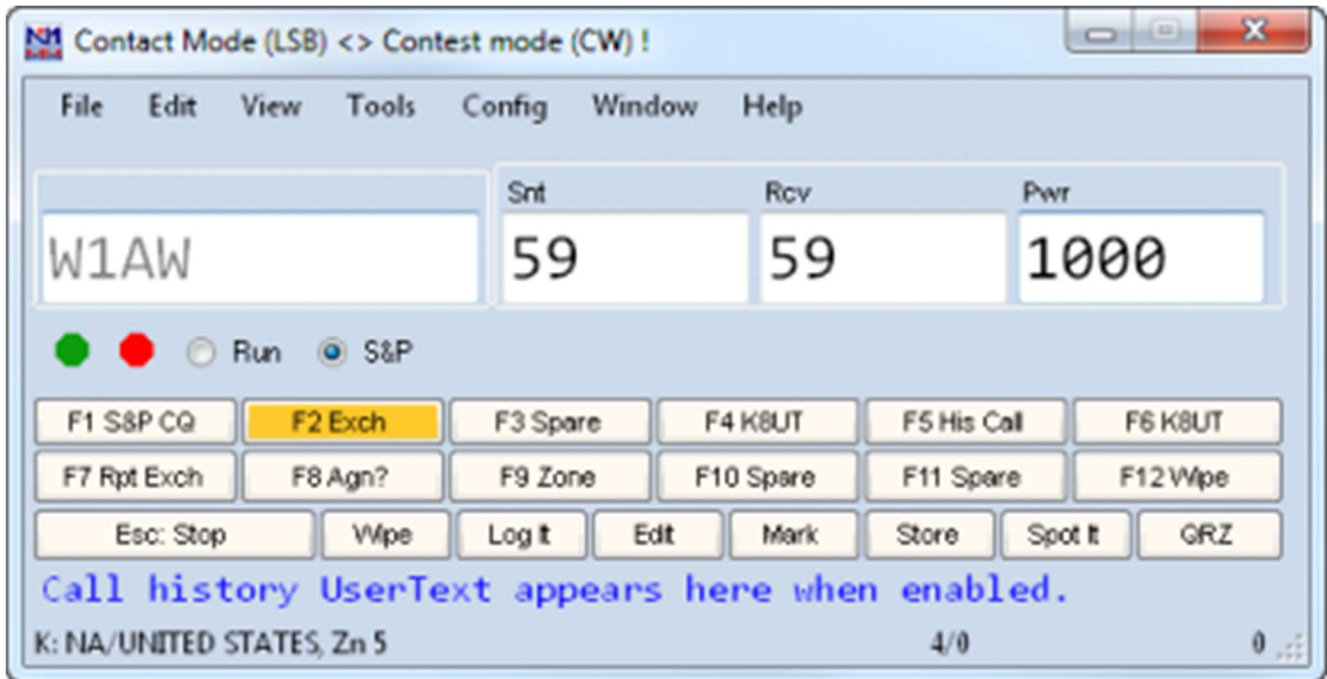 N1MM Contact Mode (LSB) <> Contest mode (CW) !
File Edit View Tools Config Window Help
Snt Rcv Pwr
W1AW 59 59 1000
Run S&P
F1 S&P CQ F2 Exch F3 Spare F4 K8UT F5 His Call F6 K8UT
F7 Rpt Exch F8 Agn? F9 Zone F10 Spare F11 Spare F12 Wipe
Esc: Stop Wipe Log It Edit Mark Store Spot It QRZ
Call history UserText appears here when enabled.
K: NA/UNITED STATES, Zn 5 4/0 0